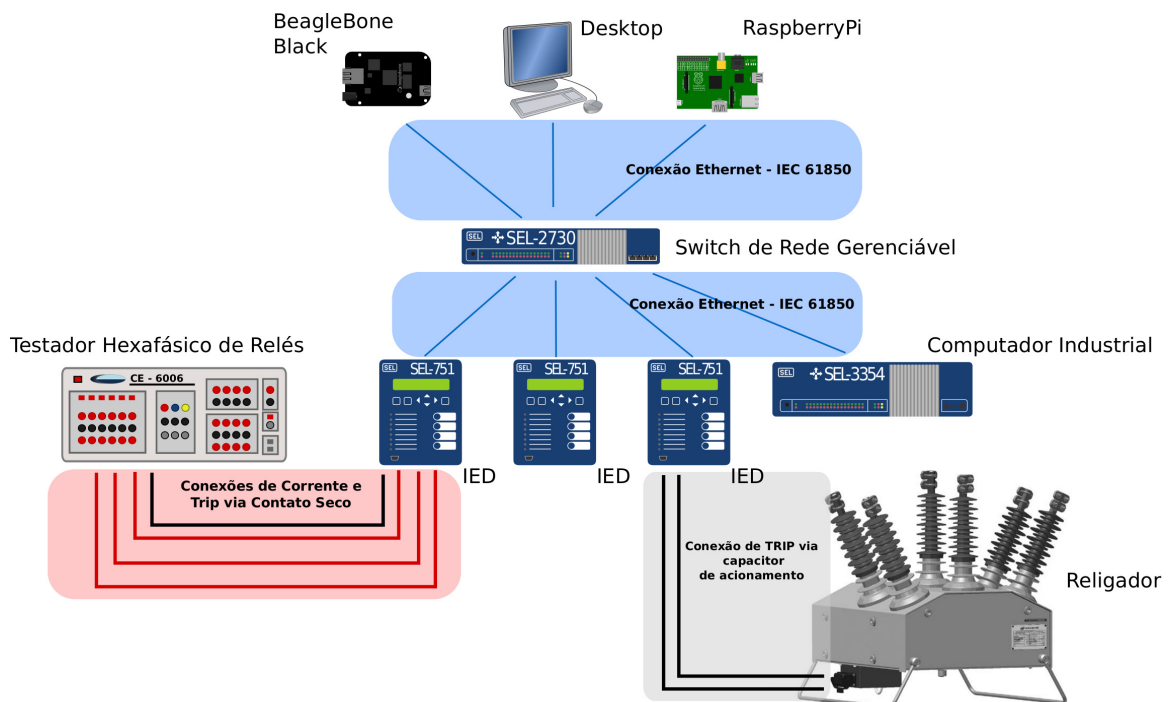 BeagleBone
Black
Desktop
RaspberryPi
Conexão Ethernet - IEC 61850
SEL
SEL-2730
Switch de Rede Gerenciável
Conexão Ethernet - IEC 61850
Testador Hexafásico de Relés
Computador Industrial
CE - 6006
SEL
SEL-751
SEL
SEL-751
SEL
SEL-751
SEL
SEL-3354
IED
IED
IED
Conexões de Corrente e
Trip via Contato Seco
Conexão de TRIP via
capacitor
de acionamento
Religador